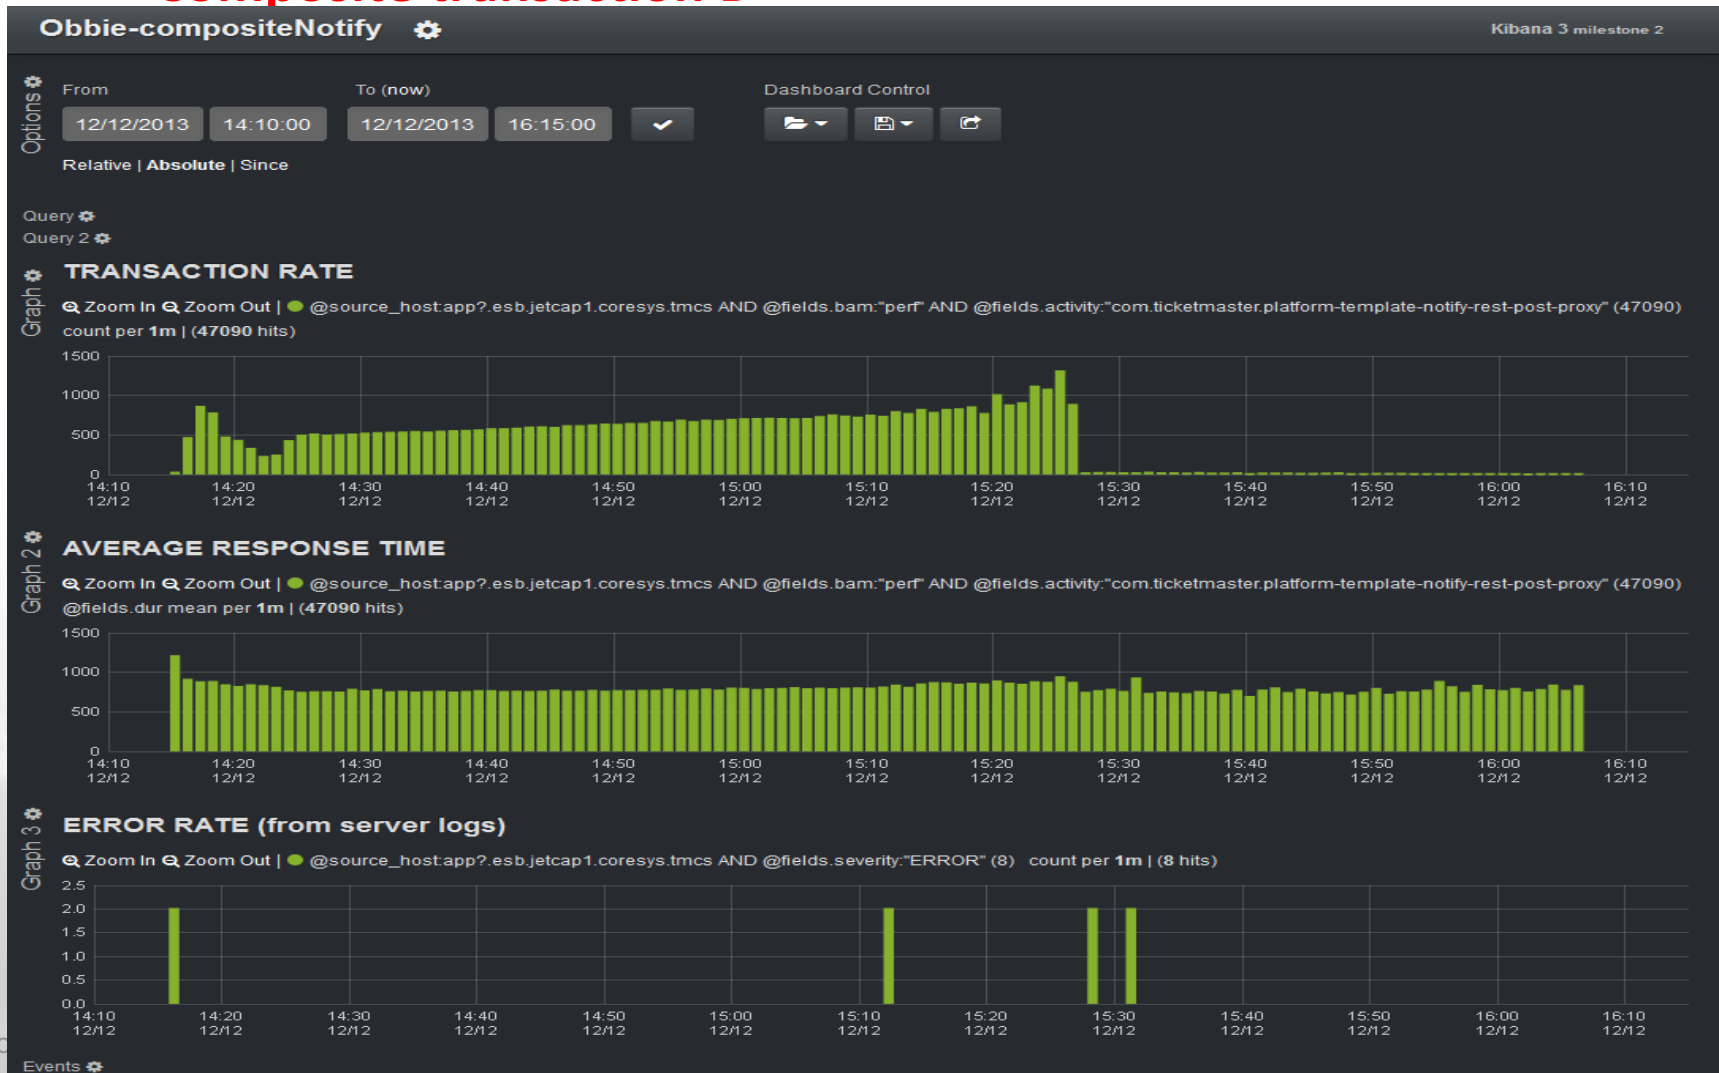 Obbie-compositeNotify
Kibana 3 milestone 2
Options
From
To (now)
Dashboard Control
12/12/2013
14:10:00
12/12/2013
16:15:00
Relative | Absolute | Since
Query
Query 2
Graph
TRANSACTION RATE
Zoom In Zoom Out | @source_host:app?.esb.jetcap1.coresys.tmcs AND @fields.bam:"perf" AND @fields.activity:"com.ticketmaster.platform-template-notify-rest-post-proxy" (47090)
count per 1m | (47090 hits)
1500
1000
500
0
14:10 14:20 14:30 14:40 14:50 15:00 15:10 15:20 15:30 15:40 15:50 16:00 16:10
12/12 12/12 12/12 12/12 12/12 12/12 12/12 12/12 12/12 12/12 12/12 12/12 12/12
Graph 2
AVERAGE RESPONSE TIME
Zoom In Zoom Out | @source_host:app?.esb.jetcap1.coresys.tmcs AND @fields.bam:"perf" AND @fields.activity:"com.ticketmaster.platform-template-notify-rest-post-proxy" (47090)
@fields.dur mean per 1m | (47090 hits)
1500
1000
500
0
14:10 14:20 14:30 14:40 14:50 15:00 15:10 15:20 15:30 15:40 15:50 16:00 16:10
12/12 12/12 12/12 12/12 12/12 12/12 12/12 12/12 12/12 12/12 12/12 12/12 12/12
Graph 3
ERROR RATE (from server logs)
Zoom In Zoom Out | @source_host:app?.esb.jetcap1.coresys.tmcs AND @fields.severity:"ERROR" (8) count per 1m | (8 hits)
2.5
2.0
1.5
1.0
0.5
0.0
14:10 14:20 14:30 14:40 14:50 15:00 15:10 15:20 15:30 15:40 15:50 16:00 16:10
12/12 12/12 12/12 12/12 12/12 12/12 12/12 12/12 12/12 12/12 12/12 12/12 12/12
Events